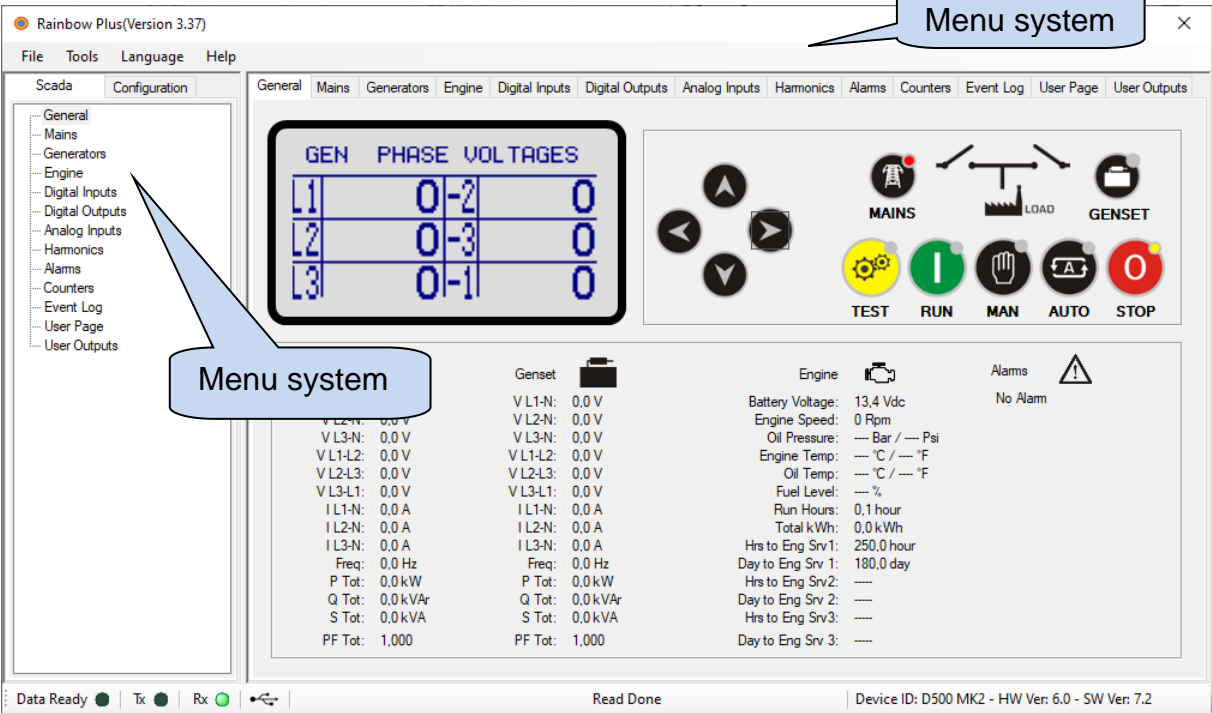 Rainbow Plus(Version 3.37)
Menu system
File Tools Language Help
Scada Configuration
General Mains Generators Engine Digital Inputs Digital Outputs Analog Inputs Harmonics Alarms Counters Event Log User Page User Outputs
General
Mains
Generators
Engine
Digital Inputs
Digital Outputs
Analog Inputs
Harmonics
Alarms
Counters
Event Log
User Page
User Outputs
Menu system
GEN PHASE VOLTAGES
L1 0 -2 0
L2 0 -3 0
L3 0 -1 0
MAINS LOAD GENSET
TEST RUN MAN AUTO STOP
Genset Engine Alarms
V L1-N: 0,0 V Battery Voltage: 13,4 Vdc No Alarm
V L2-N: 0,0 V V L2-N: 0,0 V Engine Speed: 0 Rpm
V L3-N: 0,0 V V L3-N: 0,0 V Oil Pressure: ---- Bar / ---- Psi
V L1-L2: 0,0 V V L1-L2: 0,0 V Engine Temp: ---- °C / ---- °F
V L2-L3: 0,0 V V L2-L3: 0,0 V Oil Temp: ---- °C / ---- °F
V L3-L1: 0,0 V V L3-L1: 0,0 V Fuel Level: ---- %
I L1-N: 0,0 A I L1-N: 0,0 A Run Hours: 0,1 hour
I L2-N: 0,0 A I L2-N: 0,0 A Total kWh: 0,0 kWh
I L3-N: 0,0 A I L3-N: 0,0 A Hrs to Eng Srv1: 250,0 hour
Freq: 0,0 Hz Freq: 0,0 Hz Day to Eng Srv 1: 180,0 day
P Tot: 0,0 kW P Tot: 0,0 kW Hrs to Eng Srv2: -----
Q Tot: 0,0 kVAr Q Tot: 0,0 kVAr Day to Eng Srv 2: -----
S Tot: 0,0 kVA S Tot: 0,0 kVA Hrs to Eng Srv3: -----
PF Tot: 1,000 PF Tot: 1,000 Day to Eng Srv 3: -----
Data Ready Tx Rx Read Done Device ID: D500 MK2 - HW Ver: 6.0 - SW Ver: 7.2